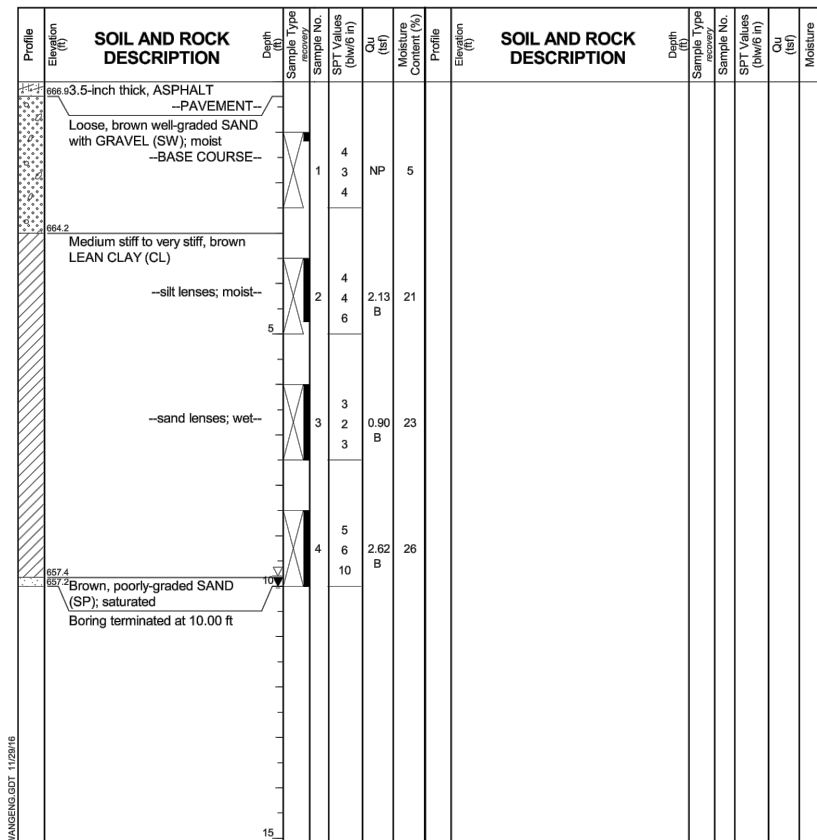 Profile
Elevation
(ft)
SOIL AND ROCK
DESCRIPTION
Depth
(ft)
Sample Type
recovery
Sample No.
SPT Values
(blw/6 in)
Qu
(tsf)
Moisture
Content (%)
Profile
Elevation
(ft)
SOIL AND ROCK
DESCRIPTION
Depth
(ft)
Sample Type
recovery
Sample No.
SPT Values
(blw/6 in)
Qu
(tsf)
Moisture
666.9 3.5-inch thick, ASPHALT
--PAVEMENT--
Loose, brown well-graded SAND
with GRAVEL (SW); moist
--BASE COURSE--
4
1 3 NP 5
4
664.2
Medium stiff to very stiff, brown
LEAN CLAY (CL)
4
--silt lenses; moist-- 2 4 2.13 21
6 B
5
3
--sand lenses; wet-- 3 2 0.90 23
3 B
5
4 6 2.62 26
10 B
657.4
657.2 Brown, poorly-graded SAND 10
(SP); saturated
Boring terminated at 10.00 ft
15
WANGENG.GDT 11/29/16